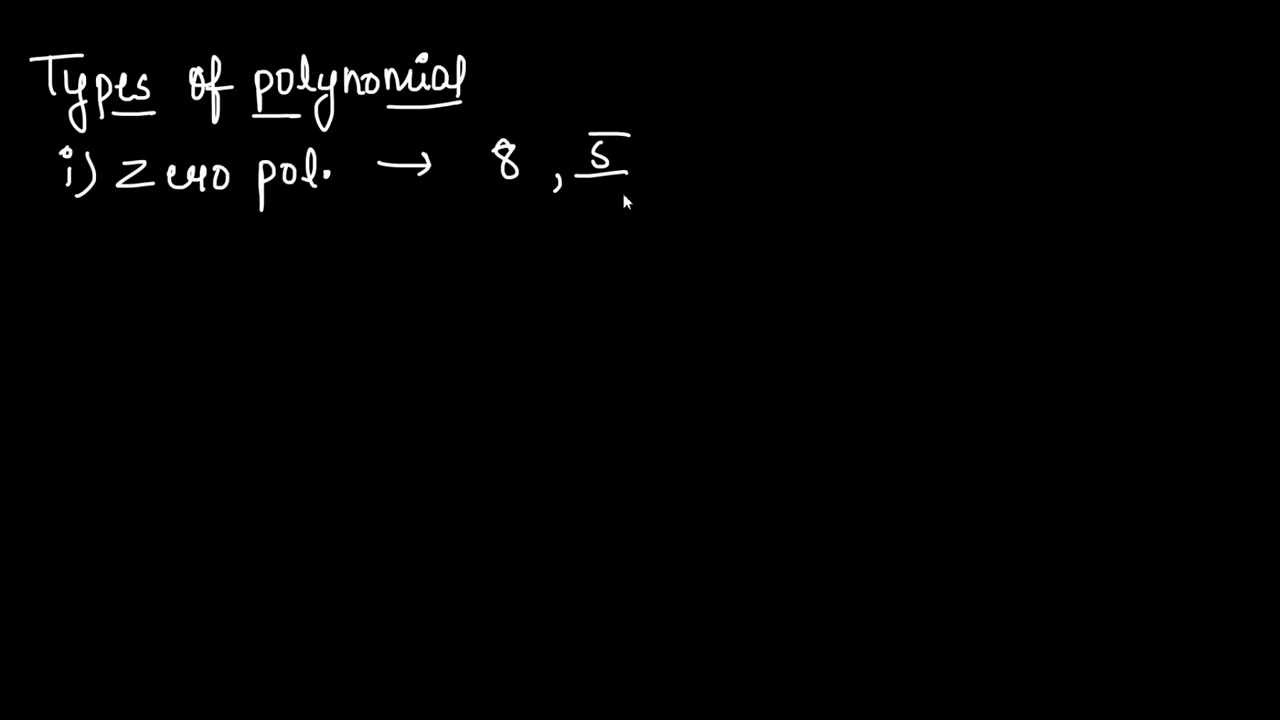 Types of polynomial
i) Zero pol. → 8 , 5